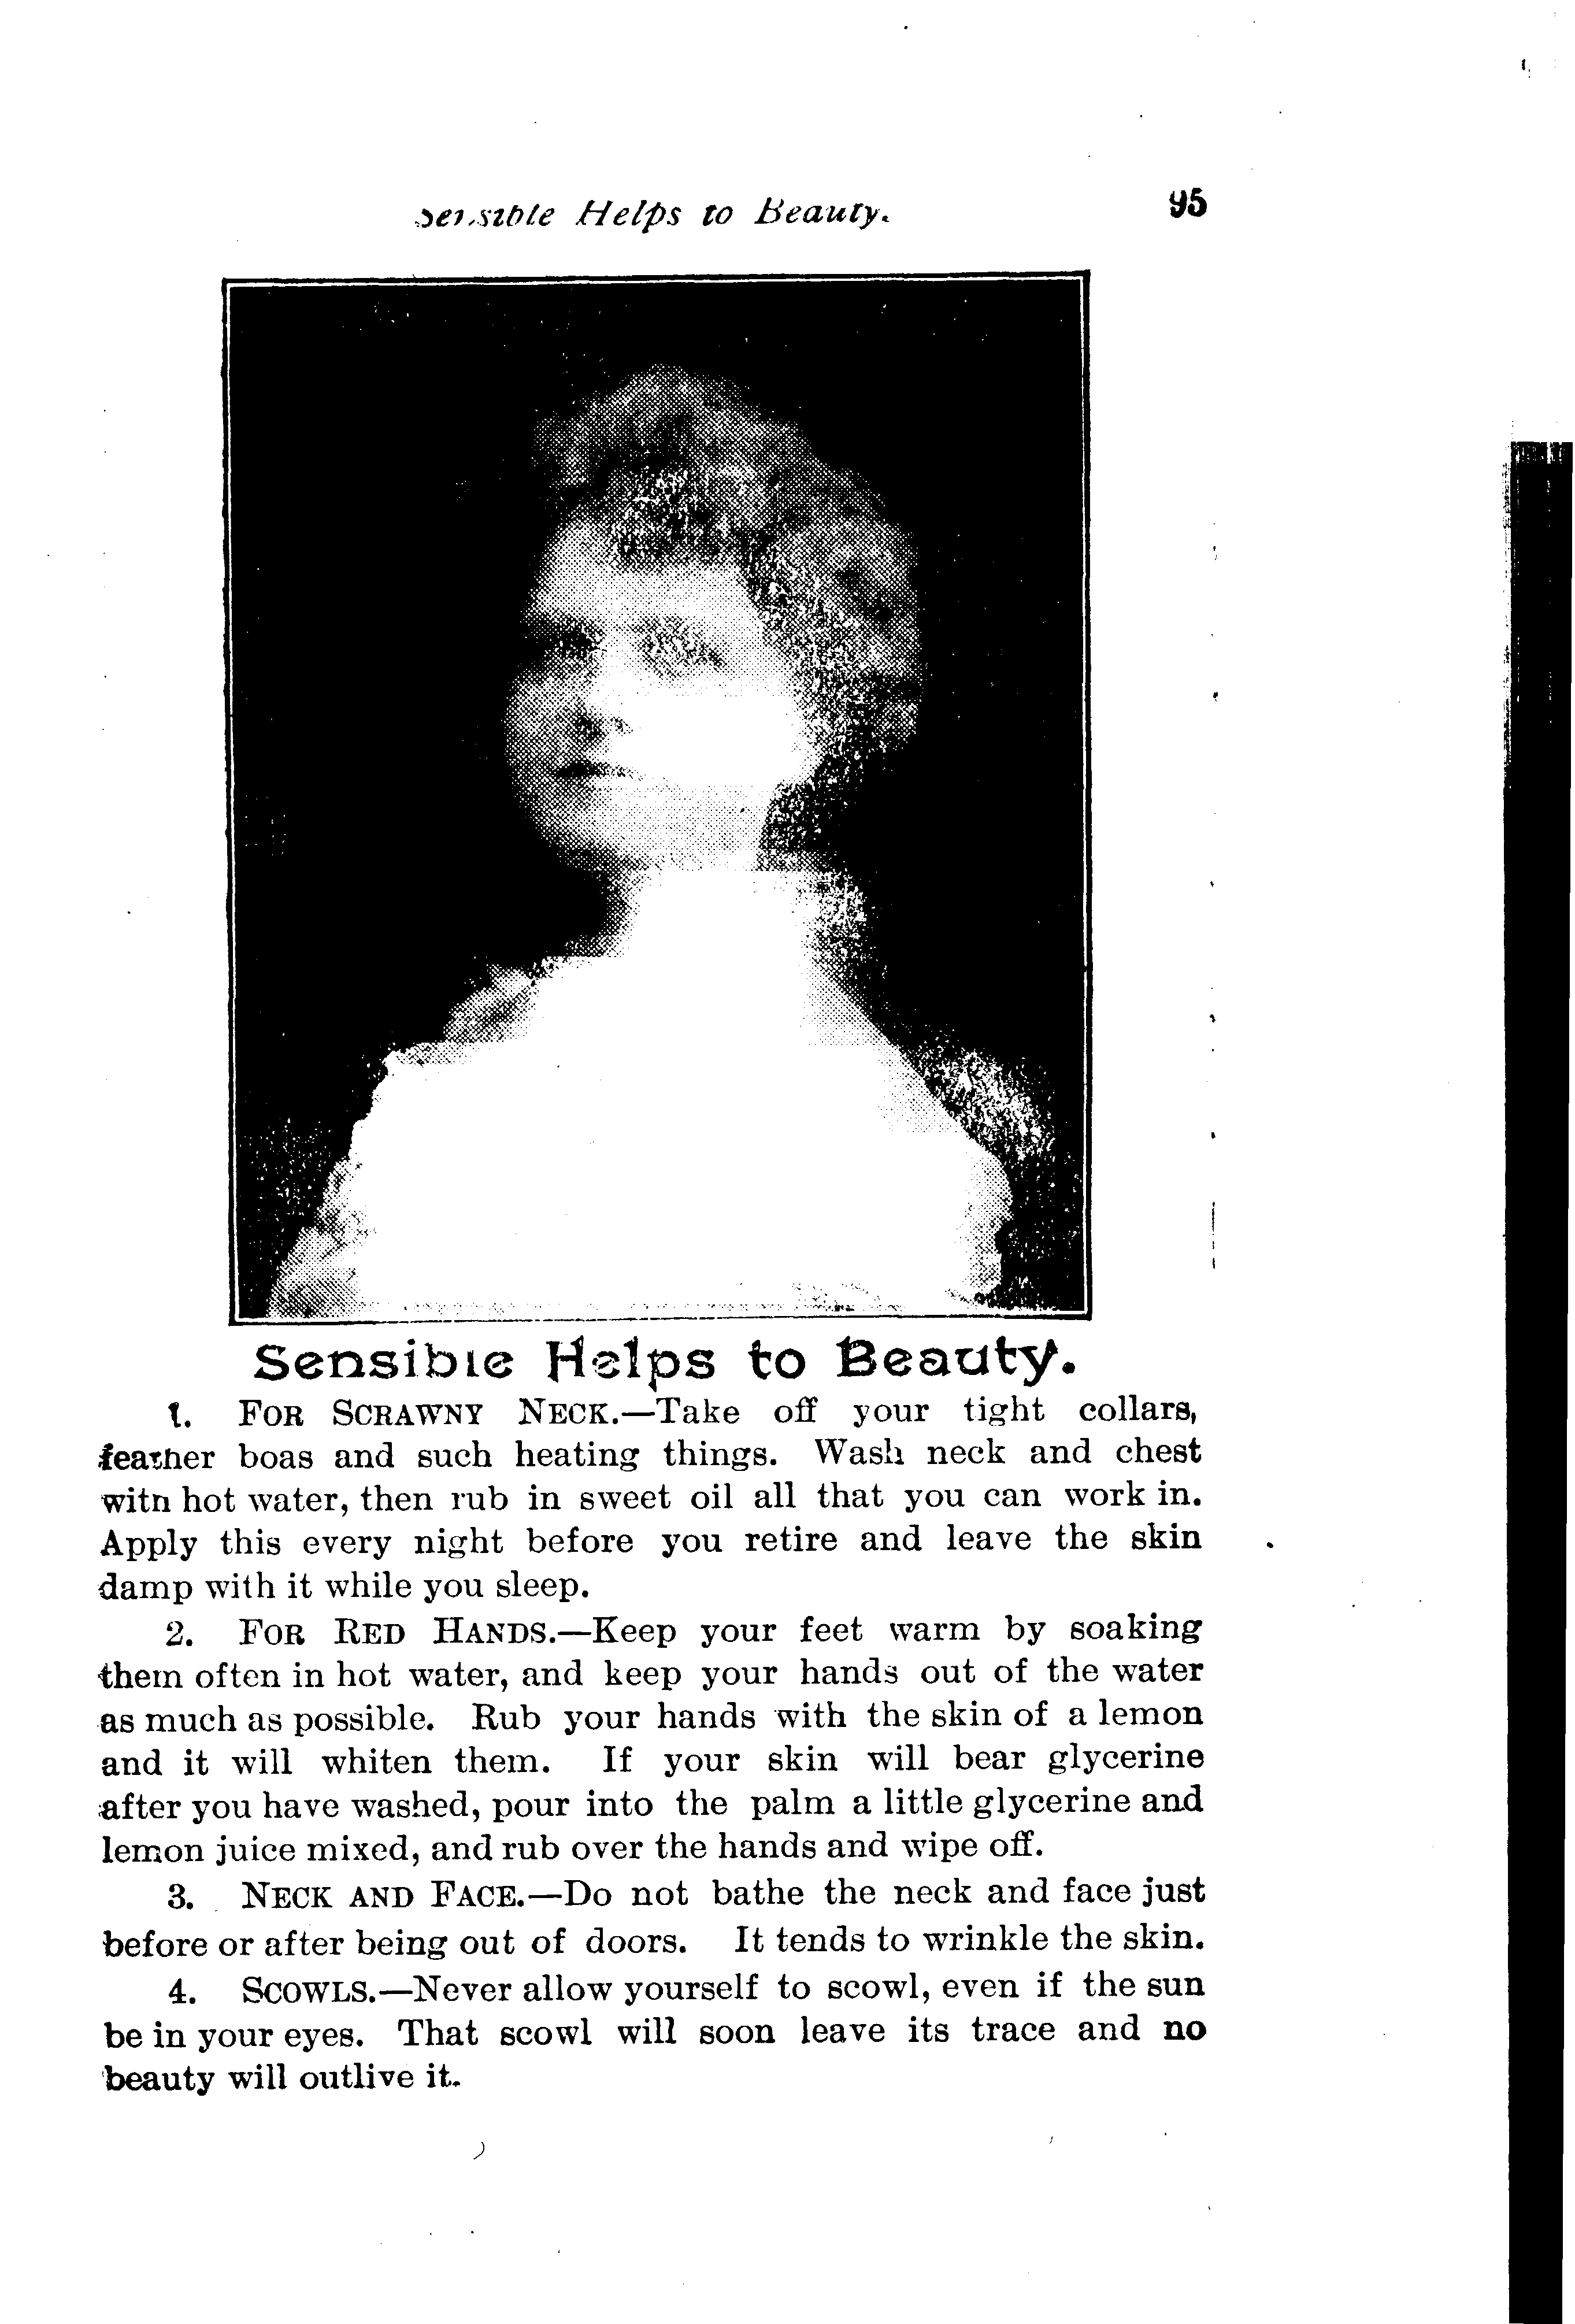 Sensible Helps to Beauty. 95
Sensible Helps to Beauty.
1. FOR SCRAWNY NECK.—Take off your tight collars,
feather boas and such heating things. Wash neck and chest
with hot water, then rub in sweet oil all that you can work in.
Apply this every night before you retire and leave the skin
damp with it while you sleep.
2. FOR RED HANDS.—Keep your feet warm by soaking
them often in hot water, and keep your hands out of the water
as much as possible. Rub your hands with the skin of a lemon
and it will whiten them. If your skin will bear glycerine
after you have washed, pour into the palm a little glycerine and
lemon juice mixed, and rub over the hands and wipe off.
3. NECK AND FACE.—Do not bathe the neck and face just
before or after being out of doors. It tends to wrinkle the skin.
4. SCOWLS.—Never allow yourself to scowl, even if the sun
be in your eyes. That scowl will soon leave its trace and no
beauty will outlive it.